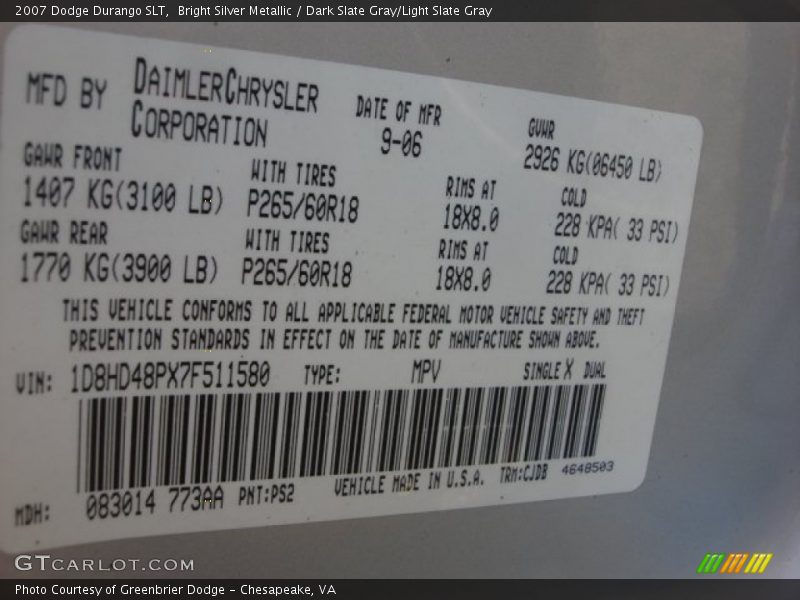 2007 Dodge Durango SLT,  Bright Silver Metallic / Dark Slate Gray/Light Slate Gray
MFD BY DAIMLERCHRYSLER CORPORATION
DATE OF MFR 9-06
GVWR 2926 KG(06450 LB)
GAWR FRONT WITH TIRES RIMS AT COLD
1407 KG(3100 LB) P265/60R18 18X8.0 228 KPA( 33 PSI)
GAWR REAR WITH TIRES RIMS AT COLD
1770 KG(3900 LB) P265/60R18 18X8.0 228 KPA( 33 PSI)
THIS VEHICLE CONFORMS TO ALL APPLICABLE FEDERAL MOTOR VEHICLE SAFETY AND THEFT
PREVENTION STANDARDS IN EFFECT ON THE DATE OF MANUFACTURE SHOWN ABOVE.
VIN: 1D8HD48PX7F511580 TYPE: MPV SINGLE X DUAL
MDH: 083014 773AA PNT:PS2 VEHICLE MADE IN U.S.A. TRM:CJDB 4648503
GTCARLOT.COM
Photo Courtesy of Greenbrier Dodge - Chesapeake, VA